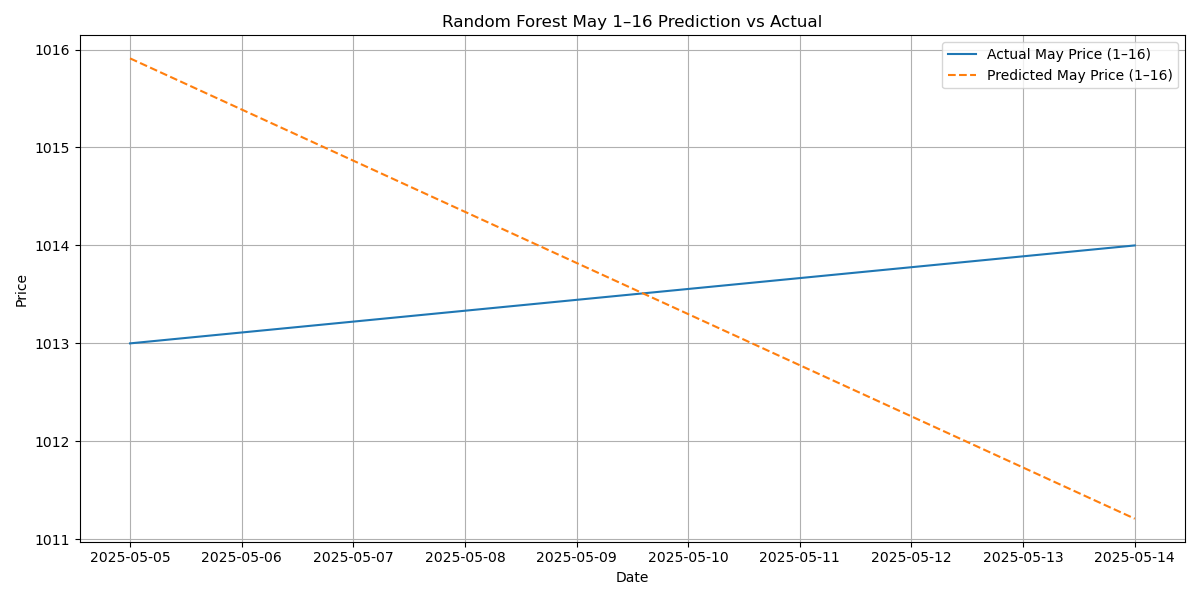 Random Forest May 1–16 Prediction vs Actual
Actual May Price (1–16)
Predicted May Price (1–16)
Price
1016
1015
1014
1013
1012
1011
2025-05-05 2025-05-06 2025-05-07 2025-05-08 2025-05-09 2025-05-10 2025-05-11 2025-05-12 2025-05-13 2025-05-14
Date